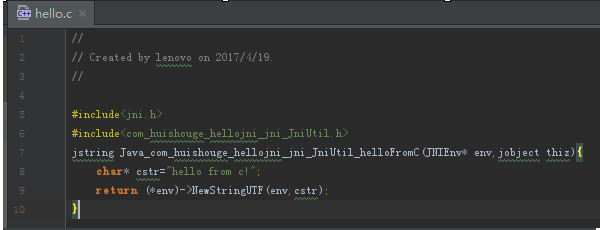 hello.c
1 //
2 // Created by lenovo on 2017/4/19.
3 //
4
5 #include<jni.h>
6 #include<com_huishouge_hellojni_jni_JniUtil.h>
7 jstring Java_com_huishouge_hellojni_jni_JniUtil_helloFromC(JNIEnv* env,jobject thiz){
8 char* cstr="hello from c!";
9 return (*env)->NewStringUTF(env,cstr);
10 }